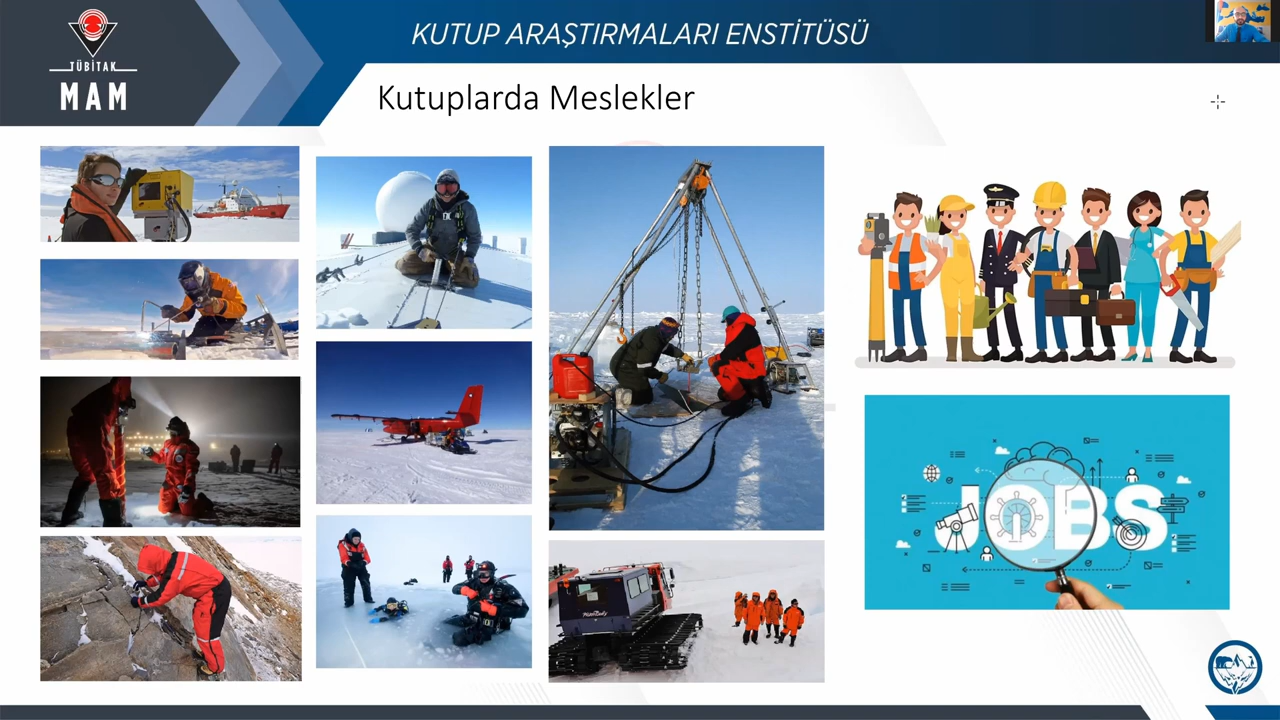 TÜBİTAK
MAM
KUTUP ARAŞTIRMALARI ENSTİTÜSÜ
Kutuplarda Meslekler
JOBS